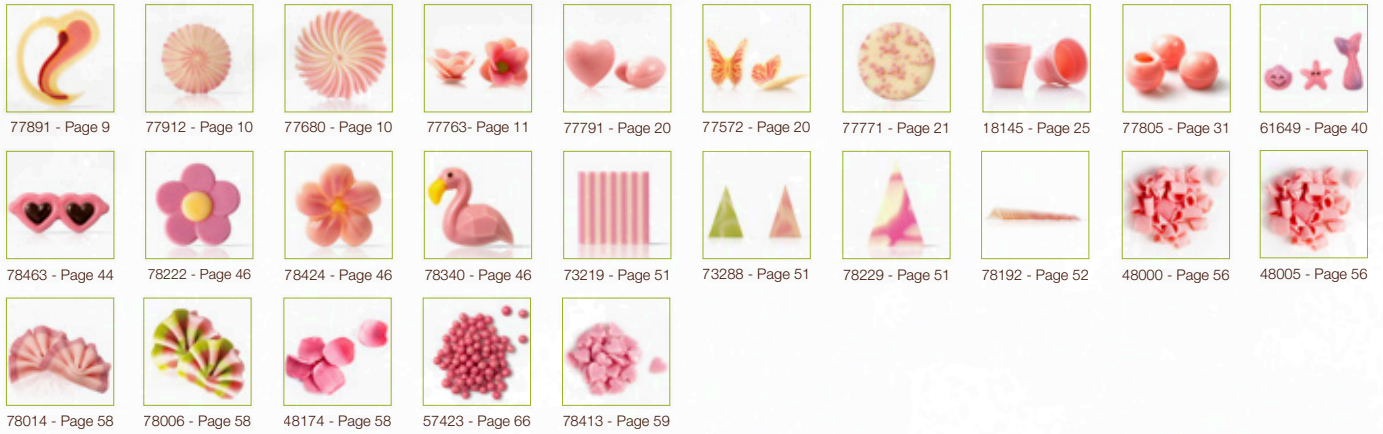 77891 - Page 9
77912 - Page 10
77680 - Page 10
77763- Page 11
77791 - Page 20
77572 - Page 20
77771 - Page 21
18145 - Page 25
77805 - Page 31
61649 - Page 40
78463 - Page 44
78222 - Page 46
78424 - Page 46
78340 - Page 46
73219 - Page 51
73288 - Page 51
78229 - Page 51
78192 - Page 52
48000 - Page 56
48005 - Page 56
78014 - Page 58
78006 - Page 58
48174 - Page 58
57423 - Page 66
78413 - Page 59